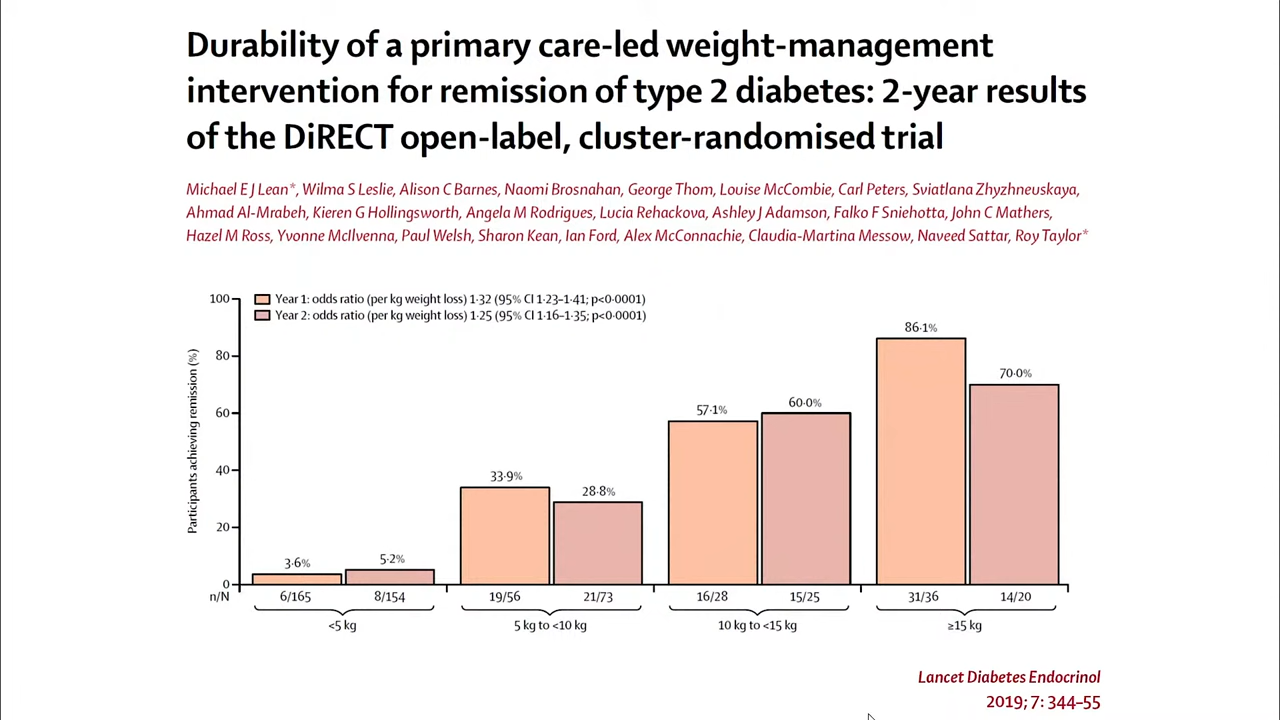 Durability of a primary care-led weight-management
intervention for remission of type 2 diabetes: 2-year results
of the DiRECT open-label, cluster-randomised trial
Michael E J Lean*, Wilma S Leslie, Alison C Barnes, Naomi Brosnahan, George Thom, Louise McCombie, Carl Peters, Sviatlana Zhyzhneuskaya,
Ahmad Al-Mrabeh, Kieren G Hollingsworth, Angela M Rodrigues, Lucia Rehackova, Ashley J Adamson, Falko F Sniehotta, John C Mathers,
Hazel M Ross, Yvonne McIlvenna, Paul Welsh, Sharon Kean, Ian Ford, Alex McConnachie, Claudia-Martina Messow, Naveed Sattar, Roy Taylor*
Year 1: odds ratio (per kg weight loss) 1·32 (95% CI 1·23–1·41; p<0·0001)
Year 2: odds ratio (per kg weight loss) 1·25 (95% CI 1·16–1·35; p<0·0001)
Participants achieving remission (%)
100
80
60
40
20
0
3·6%
5·2%
33·9%
28·8%
57·1%
60·0%
86·1%
70·0%
n/N
6/165
8/154
19/56
21/73
16/28
15/25
31/36
14/20
<5 kg
5 kg to <10 kg
10 kg to <15 kg
≥15 kg
Lancet Diabetes Endocrinol
2019; 7: 344–55